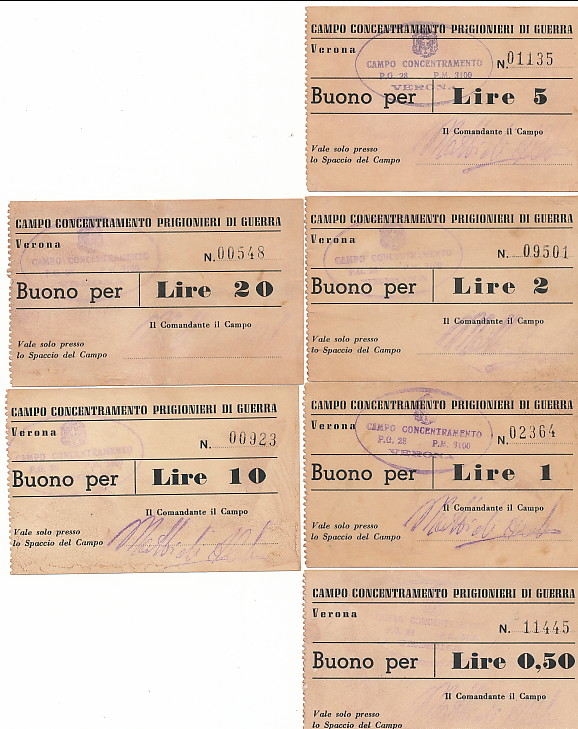 CAMPO CONCENTRAMENTO PRIGIONIERI DI GUERRA
Verona
CAMPO CONCENTRAMENTO
P.G. 28 P.M. 3100
VERONA
N. 01135
Buono per Lire 5
Il Comandante il Campo
Vale solo presso
lo Spaccio del Campo
CAMPO CONCENTRAMENTO PRIGIONIERI DI GUERRA
Verona
CAMPO CONCENTRAMENTO
N. 00548
Buono per Lire 20
Il Comandante il Campo
Vale solo presso
lo Spaccio del Campo
CAMPO CONCENTRAMENTO PRIGIONIERI DI GUERRA
Verona
CAMPO CONCENTRAMENTO
N. 09501
Buono per Lire 2
Il Comandante il Campo
Vale solo presso
lo Spaccio del Campo
CAMPO CONCENTRAMENTO PRIGIONIERI DI GUERRA
Verona
CAMPO CONCENTRAMENTO
N. 00923
Buono per Lire 10
Il Comandante il Campo
Vale solo presso
lo Spaccio del Campo
CAMPO CONCENTRAMENTO PRIGIONIERI DI GUERRA
Verona
CAMPO CONCENTRAMENTO
P.G. 28 P.M. 3100
VERONA
N. 02364
Buono per Lire 1
Il Comandante il Campo
Vale solo presso
lo Spaccio del Campo
CAMPO CONCENTRAMENTO PRIGIONIERI DI GUERRA
Verona
N. 11445
Buono per Lire 0,50
Il Comandante il Campo
Vale solo presso
lo Spaccio del Campo